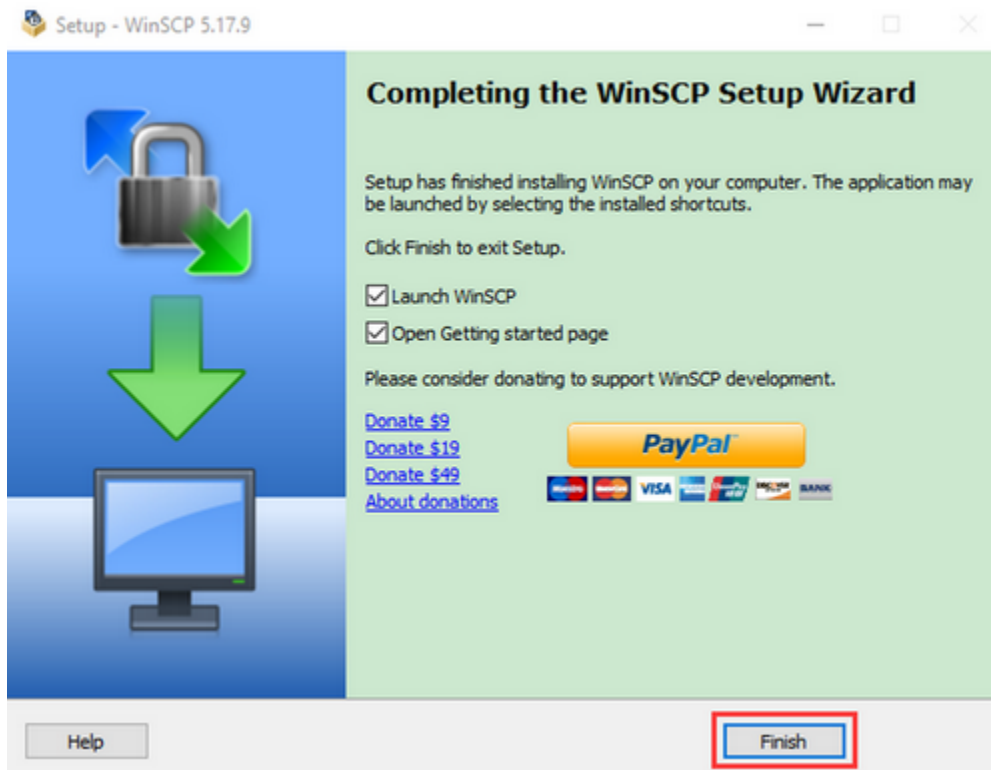 Setup - WinSCP 5.17.9
Completing the WinSCP Setup Wizard
Setup has finished installing WinSCP on your computer. The application may
be launched by selecting the installed shortcuts.
Click Finish to exit Setup.
Launch WinSCP
Open Getting started page
Please consider donating to support WinSCP development.
Donate $9
Donate $19
Donate $49
About donations
PayPal
VISA
BANK
Help
Finish